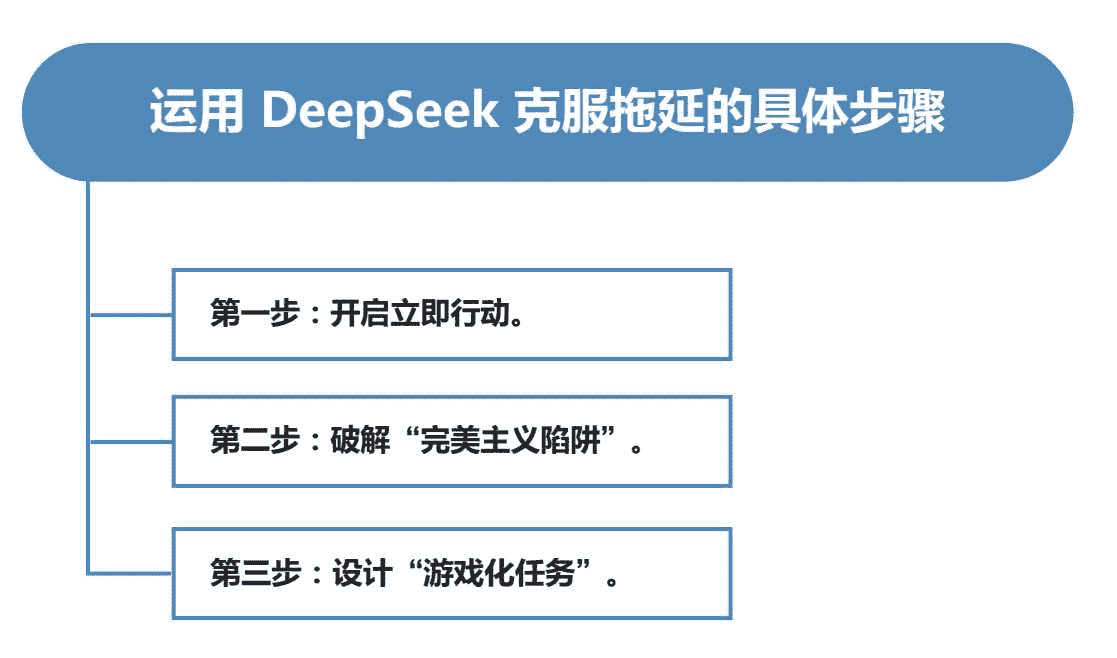 运用 DeepSeek 克服拖延的具体步骤
第一步：开启立即行动。
第二步：破解“完美主义陷阱”。
第三步：设计“游戏化任务”。